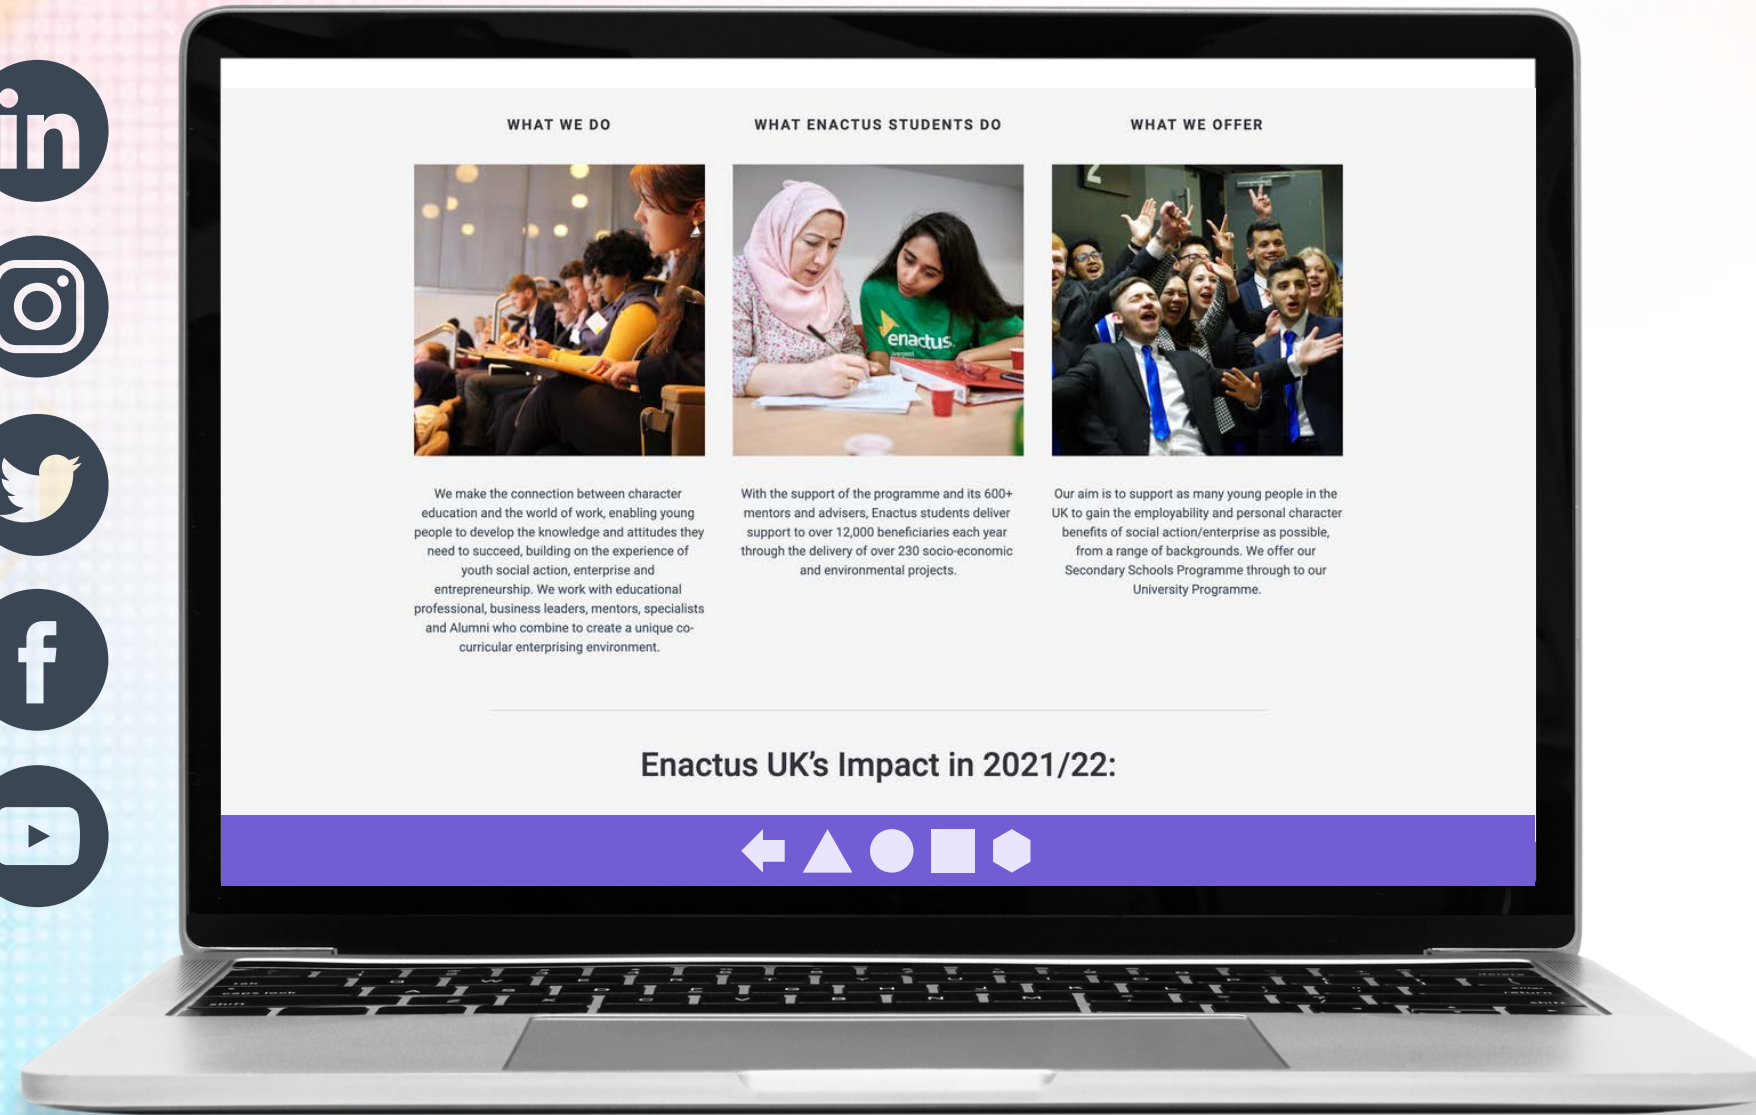 in
WHAT WE DO
WHAT ENACTUS STUDENTS DO
WHAT WE OFFER
2
enactus.
We make the connection between character
education and the world of work, enabling young
people to develop the knowledge and attitudes they
need to succeed, building on the experience of
youth social action, enterprise and
entrepreneurship. We work with educational
professional, business leaders, mentors, specialists
and Alumni who combine to create a unique co-
curricular enterprising environment.
With the support of the programme and its 600+
mentors and advisers, Enactus students deliver
support to over 12,000 beneficiaries each year
through the delivery of over 230 socio-economic
and environmental projects.
Our aim is to support as many young people in the
UK to gain the employability and personal character
benefits of social action/enterprise as possible,
from a range of backgrounds. We offer our
Secondary Schools Programme through to our
University Programme.
Enactus UK's Impact in 2021/22: